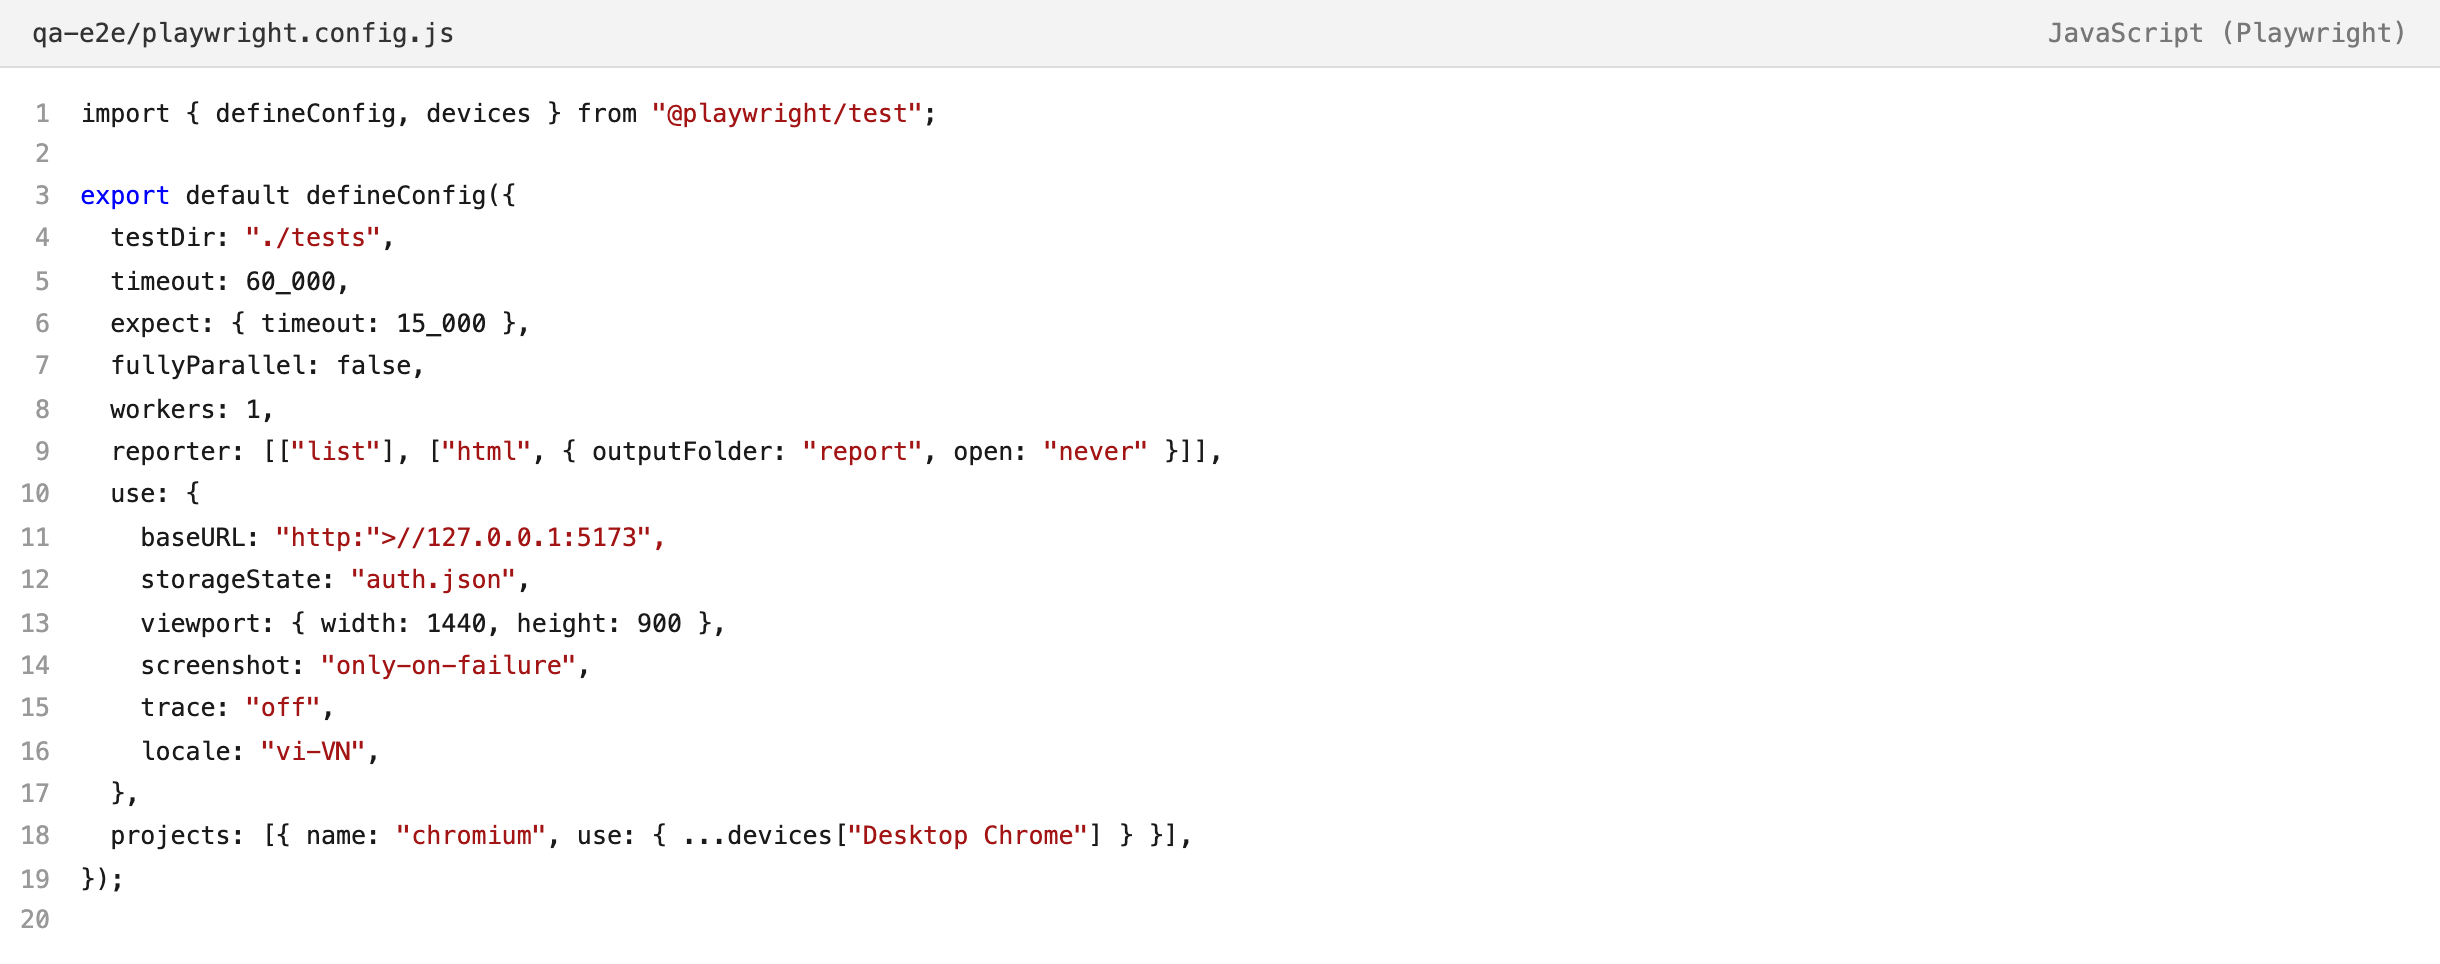 qa-e2e/playwright.config.js
JavaScript (Playwright)
1 import { defineConfig, devices } from "@playwright/test";
2
3 export default defineConfig({
4   testDir: "./tests",
5   timeout: 60_000,
6   expect: { timeout: 15_000 },
7   fullyParallel: false,
8   workers: 1,
9   reporter: [["list"], ["html", { outputFolder: "report", open: "never" }]],
10   use: {
11     baseURL: "http:">//127.0.0.1:5173",
12     storageState: "auth.json",
13     viewport: { width: 1440, height: 900 },
14     screenshot: "only-on-failure",
15     trace: "off",
16     locale: "vi-VN",
17   },
18   projects: [{ name: "chromium", use: { ...devices["Desktop Chrome"] } }],
19 });
20